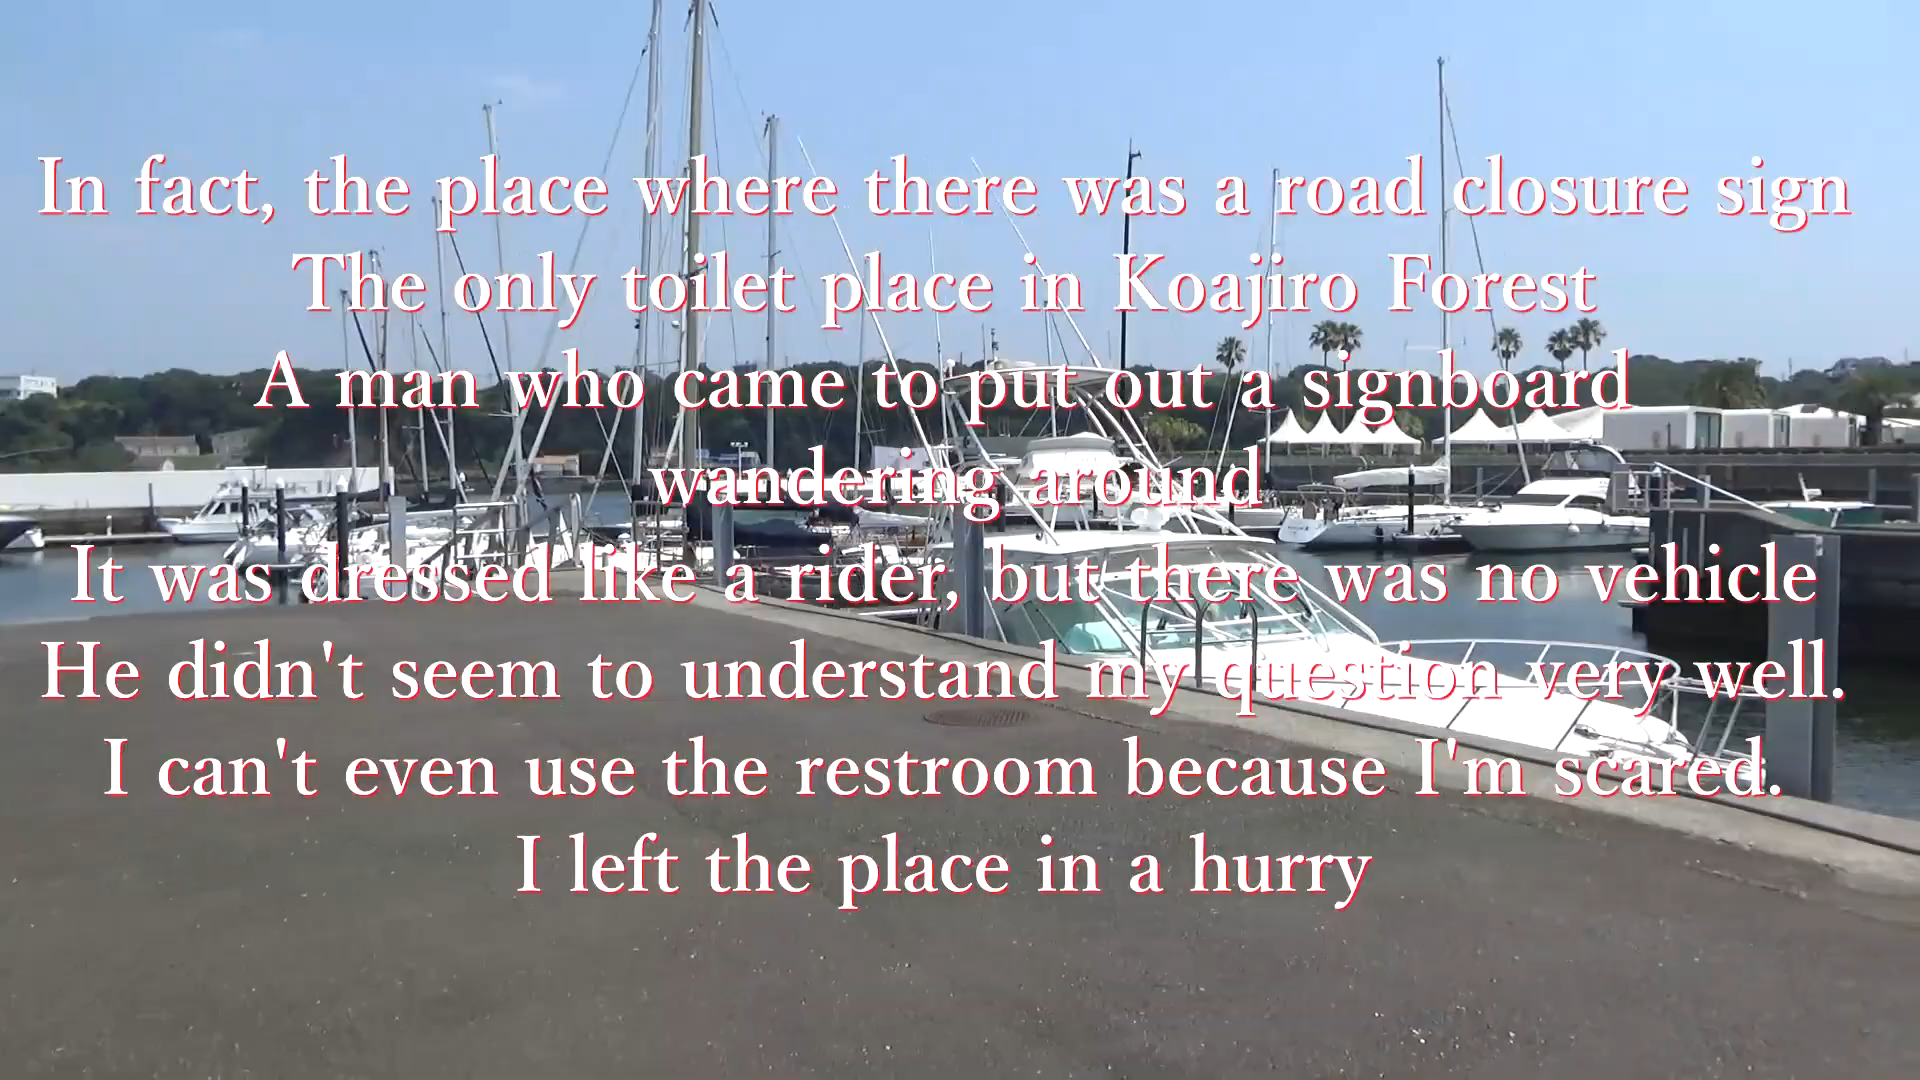 In fact, the place where there was a road closure sign
The only toilet place in Koajiro Forest
A man who came to put out a signboard
wandering around
It was dressed like a rider, but there was no vehicle
He didn't seem to understand my question very well.
I can't even use the restroom because I'm scared.
I left the place in a hurry